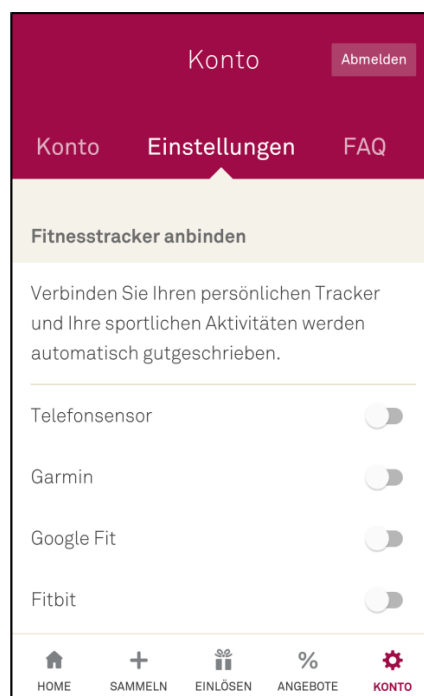 Konto
Abmelden
Konto Einstellungen FAQ
Fitnesstracker anbinden
Verbinden Sie Ihren persönlichen Tracker
und Ihre sportlichen Aktivitäten werden
automatisch gutgeschrieben.
Telefonsensor
Garmin
Google Fit
Fitbit
HOME SAMMELN EINLÖSEN ANGEBOTE KONTO